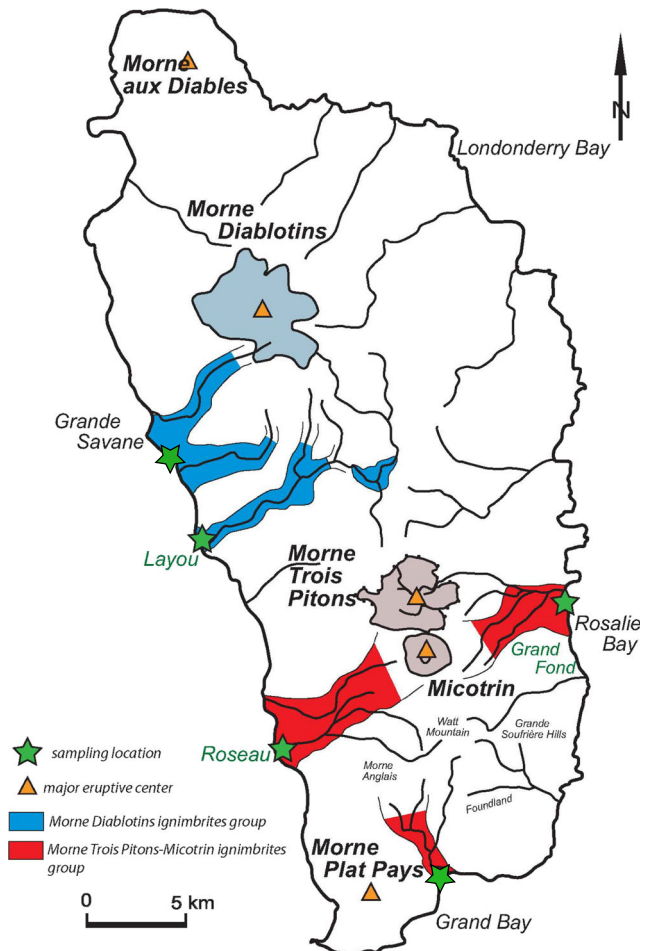 Morne
aux Diables
N
Londonderry Bay
Morne
Diablotins
Grande
Savane
Layou
Morne
Trois
Pitons
Rosalie
Bay
Grand
Fond
Micotrin
Roseau
Watt
Mountain
Grande
Soufrière Hills
Morne
Anglais
Foundland
sampling location
major eruptive center
Morne Diablotins ignimbrites group
Morne Trois Pitons-Micotrin ignimbrites
group
Morne
Plat Pays
Grand Bay
0 5 km